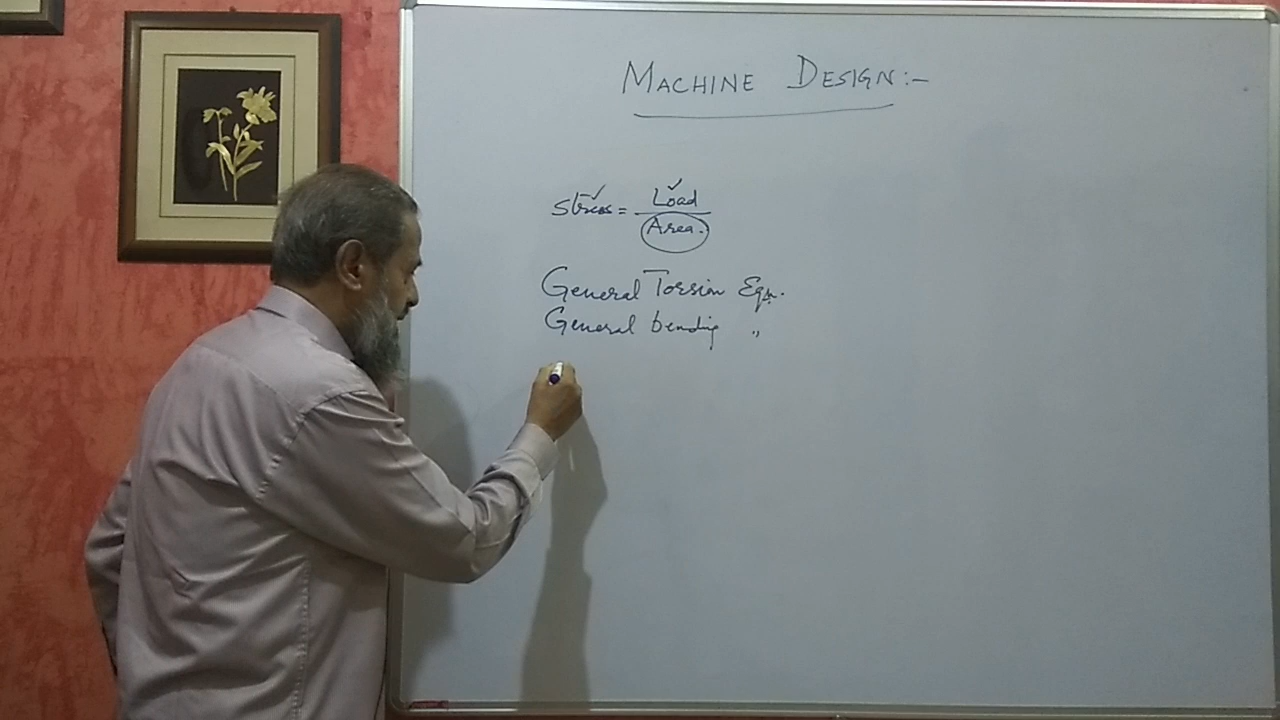 MACHINE DESIGN:-
Stress = Load
Area.
General Torsion Eqn.
General bending "